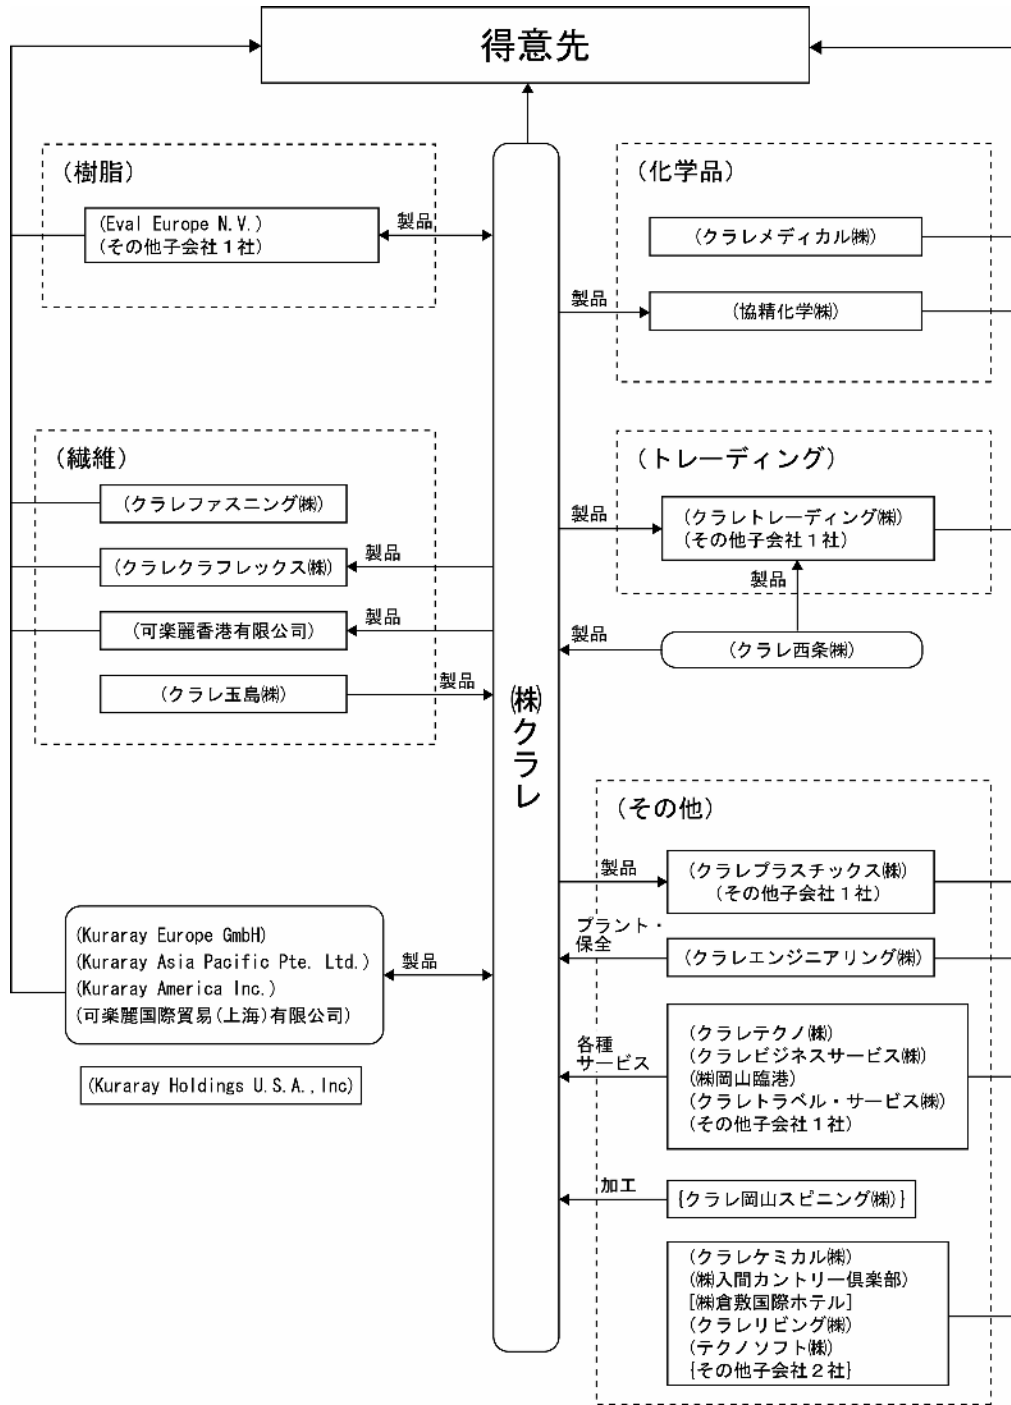 得意先
(樹脂)
(Eval Europe N.V.)
(その他子会社1社)
製品
(化学品)
(クラレメディカル㈱)
製品
(協精化学㈱)
(繊維)
(クラレファスニング㈱)
(クラレクラフレックス㈱)
製品
(可楽麗香港有限公司)
製品
(クラレ玉島㈱)
製品
(トレーディング)
製品
(クラレトレーディング㈱)
(その他子会社1社)
製品
製品
(クラレ西条㈱)
㈱クラレ
(その他)
製品
(クラレプラスチックス㈱)
(その他子会社1社)
プラント・
保全
(クラレエンジニアリング㈱)
(Kuraray Europe GmbH)
(Kuraray Asia Pacific Pte. Ltd.)
(Kuraray America Inc.)
(可楽麗国際貿易(上海)有限公司)
製品
(Kuraray Holdings U.S.A.,Inc)
各種
サービス
(クラレテクノ㈱)
(クラレビジネスサービス㈱)
(㈱岡山臨港)
(クラレトラベル・サービス㈱)
(その他子会社1社)
加工
{クラレ岡山スピニング㈱}
(クラレケミカル㈱)
(㈱入間カントリー倶楽部)
[㈱倉敷国際ホテル]
(クラレリビング㈱)
(テクノソフト㈱)
{その他子会社2社}